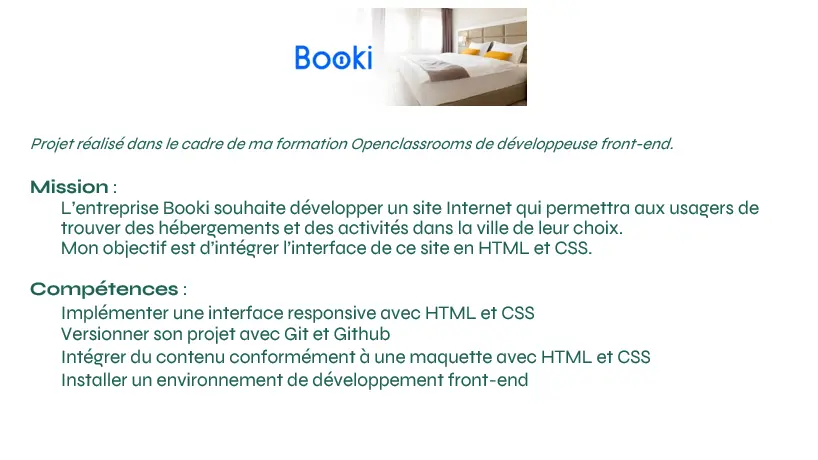 Booki
Projet réalisé dans le cadre de ma formation Openclassrooms de développeuse front-end.
Mission :
L’entreprise Booki souhaite développer un site Internet qui permettra aux usagers de
trouver des hébergements et des activités dans la ville de leur choix.
Mon objectif est d’intégrer l’interface de ce site en HTML et CSS.
Compétences :
Implémenter une interface responsive avec HTML et CSS
Versionner son projet avec Git et Github
Intégrer du contenu conformément à une maquette avec HTML et CSS
Installer un environnement de développement front-end